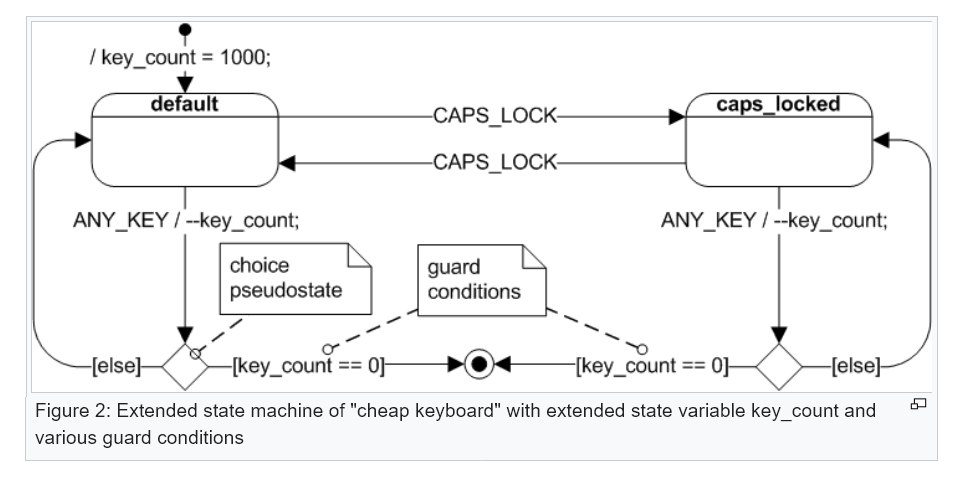 / key_count = 1000;
default
caps_locked
CAPS_LOCK
CAPS_LOCK
ANY_KEY / --key_count;
ANY_KEY / --key_count;
choice
pseudostate
guard
conditions
[else]
[key_count == 0]
[key_count == 0]
[else]
Figure 2: Extended state machine of "cheap keyboard" with extended state variable key_count and
various guard conditions